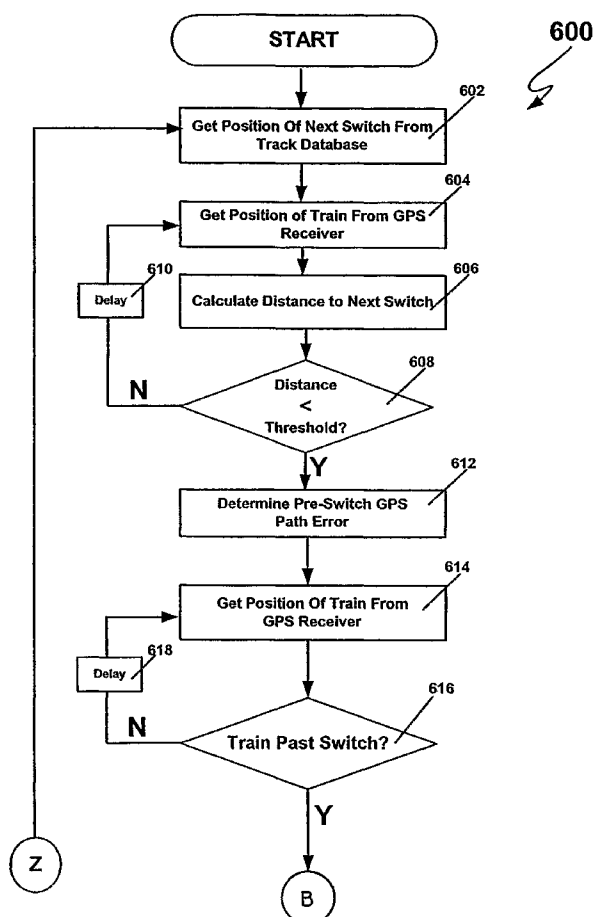 START
600
602
Get Position Of Next Switch From
Track Database
604
Get Position of Train From GPS
Receiver
610
Delay
606
Calculate Distance to Next Switch
608
Distance
<
Threshold?
N
Y
612
Determine Pre-Switch GPS
Path Error
614
Get Position Of Train From
GPS Receiver
618
Delay
616
Train Past Switch?
N
Y
Z
B